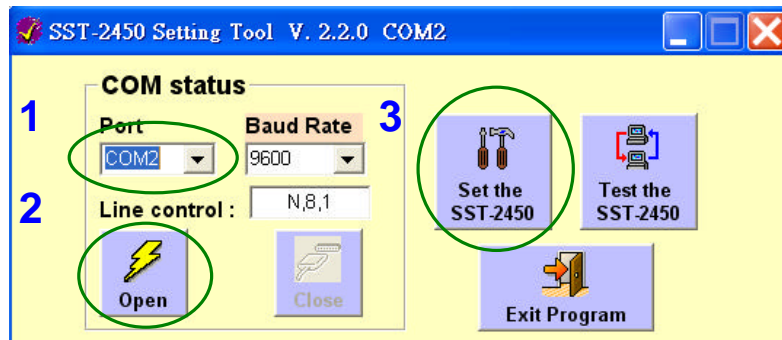 SST-2450 Setting Tool V. 2.2.0 COM2
COM status
1
Port
Baud Rate
3
COM2
9600
2
Line control :
N,8,1
Set the
SST-2450
Test the
SST-2450
Open
Close
Exit Program